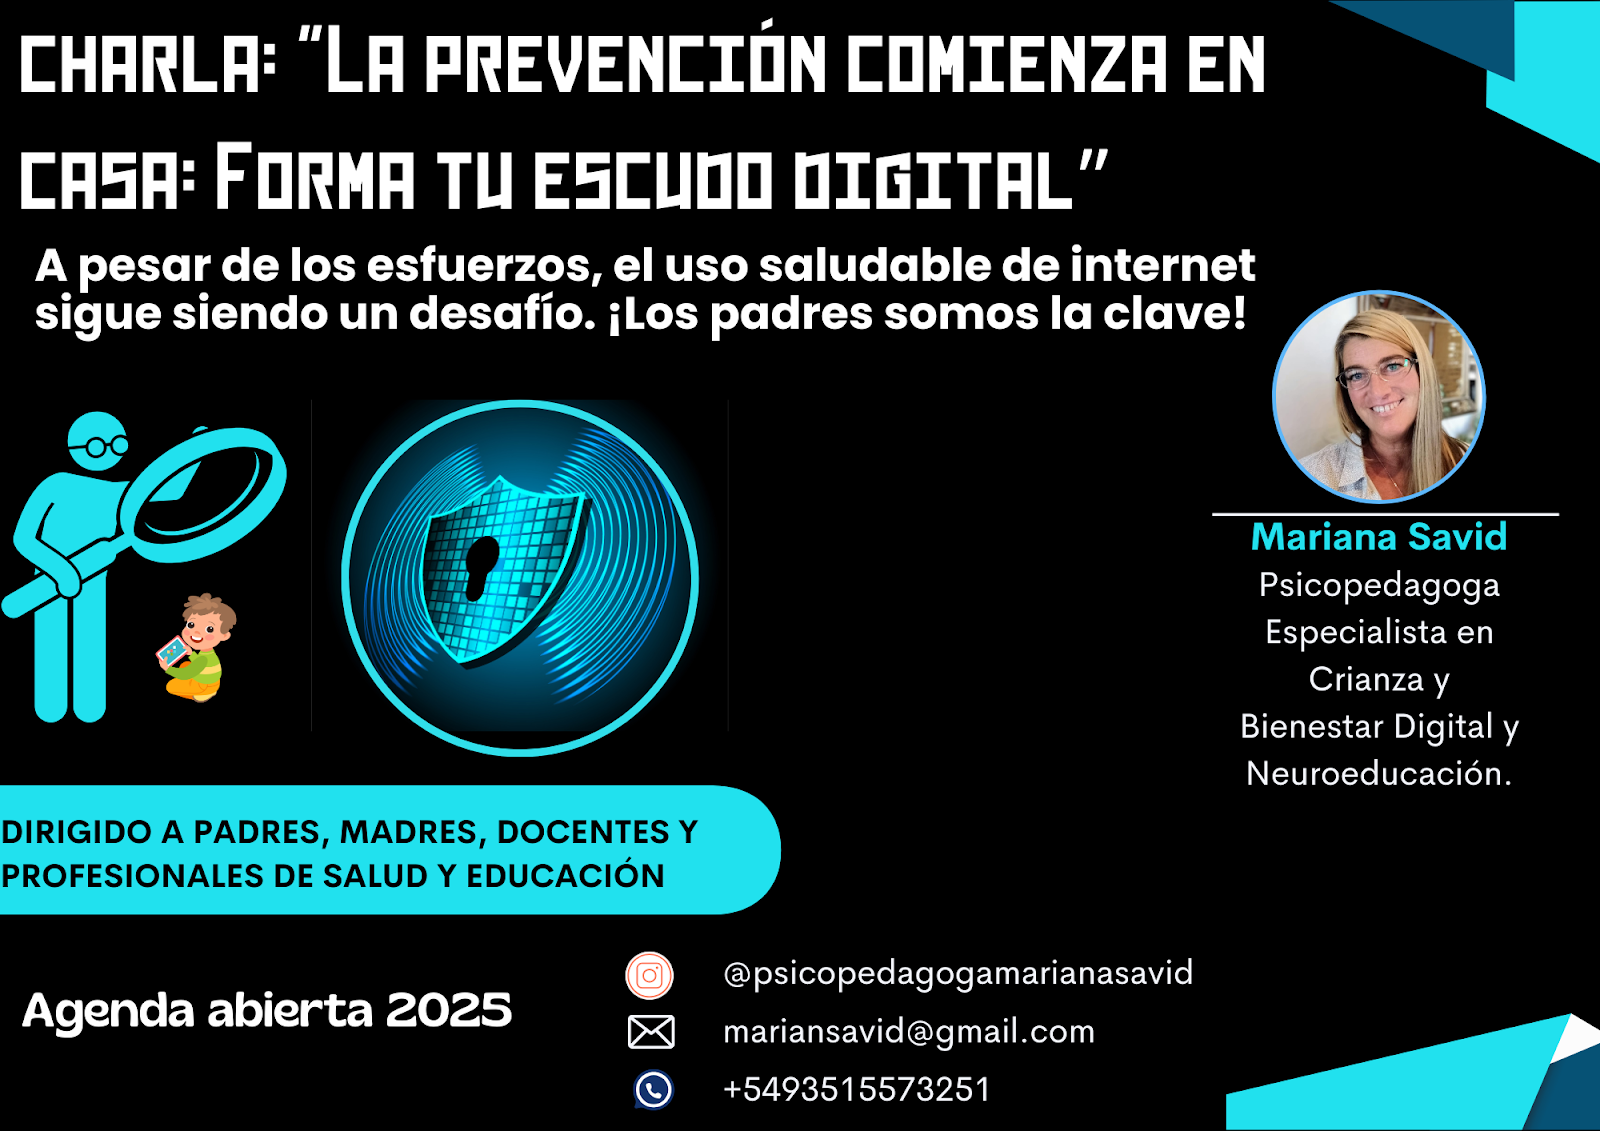 CHARLA: "LA PREVENCIÓN COMIENZA EN
CASA: FORMA TU ESCUDO DIGITAL"
A pesar de los esfuerzos, el uso saludable de internet
sigue siendo un desafío. ¡Los padres somos la clave!
Mariana Savid
Psicopedagoga
Especialista en
Crianza y
Bienestar Digital y
Neuroeducación.
DIRIGIDO A PADRES, MADRES, DOCENTES Y
PROFESIONALES DE SALUD Y EDUCACIÓN
Agenda abierta 2025
@psicopedagogamarianasavid
mariansavid@gmail.com
+5493515573251